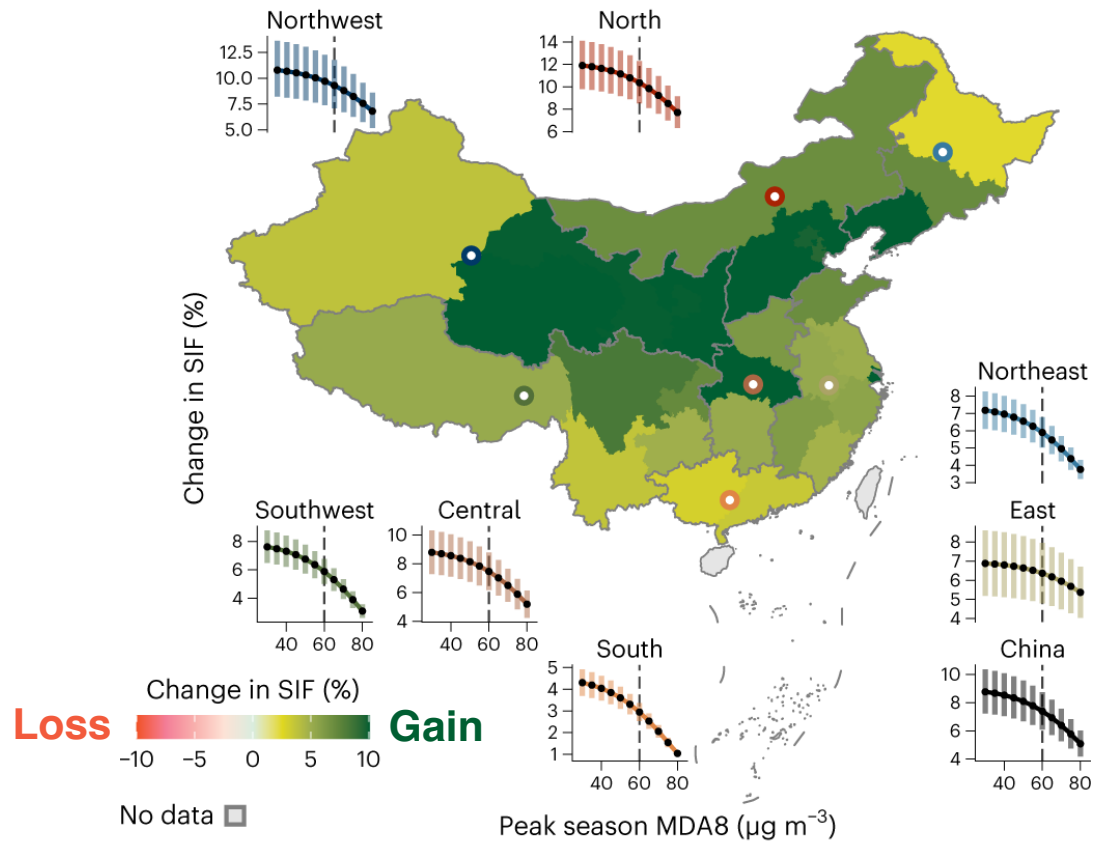 Northwest
12.5
10.0
7.5
5.0
North
14
12
10
8
6
Change in SIF (%)
Northeast
8
7
6
5
4
3
Southwest
8
6
4
40 60 80
Central
10
8
6
4
40 60 80
East
8
7
6
5
4
South
5
4
3
2
1
40 60 80
China
10
8
6
4
40 60 80
Change in SIF (%)
Loss
Gain
−10 −5 0 5 10
No data
Peak season MDA8 (µg m⁻³)